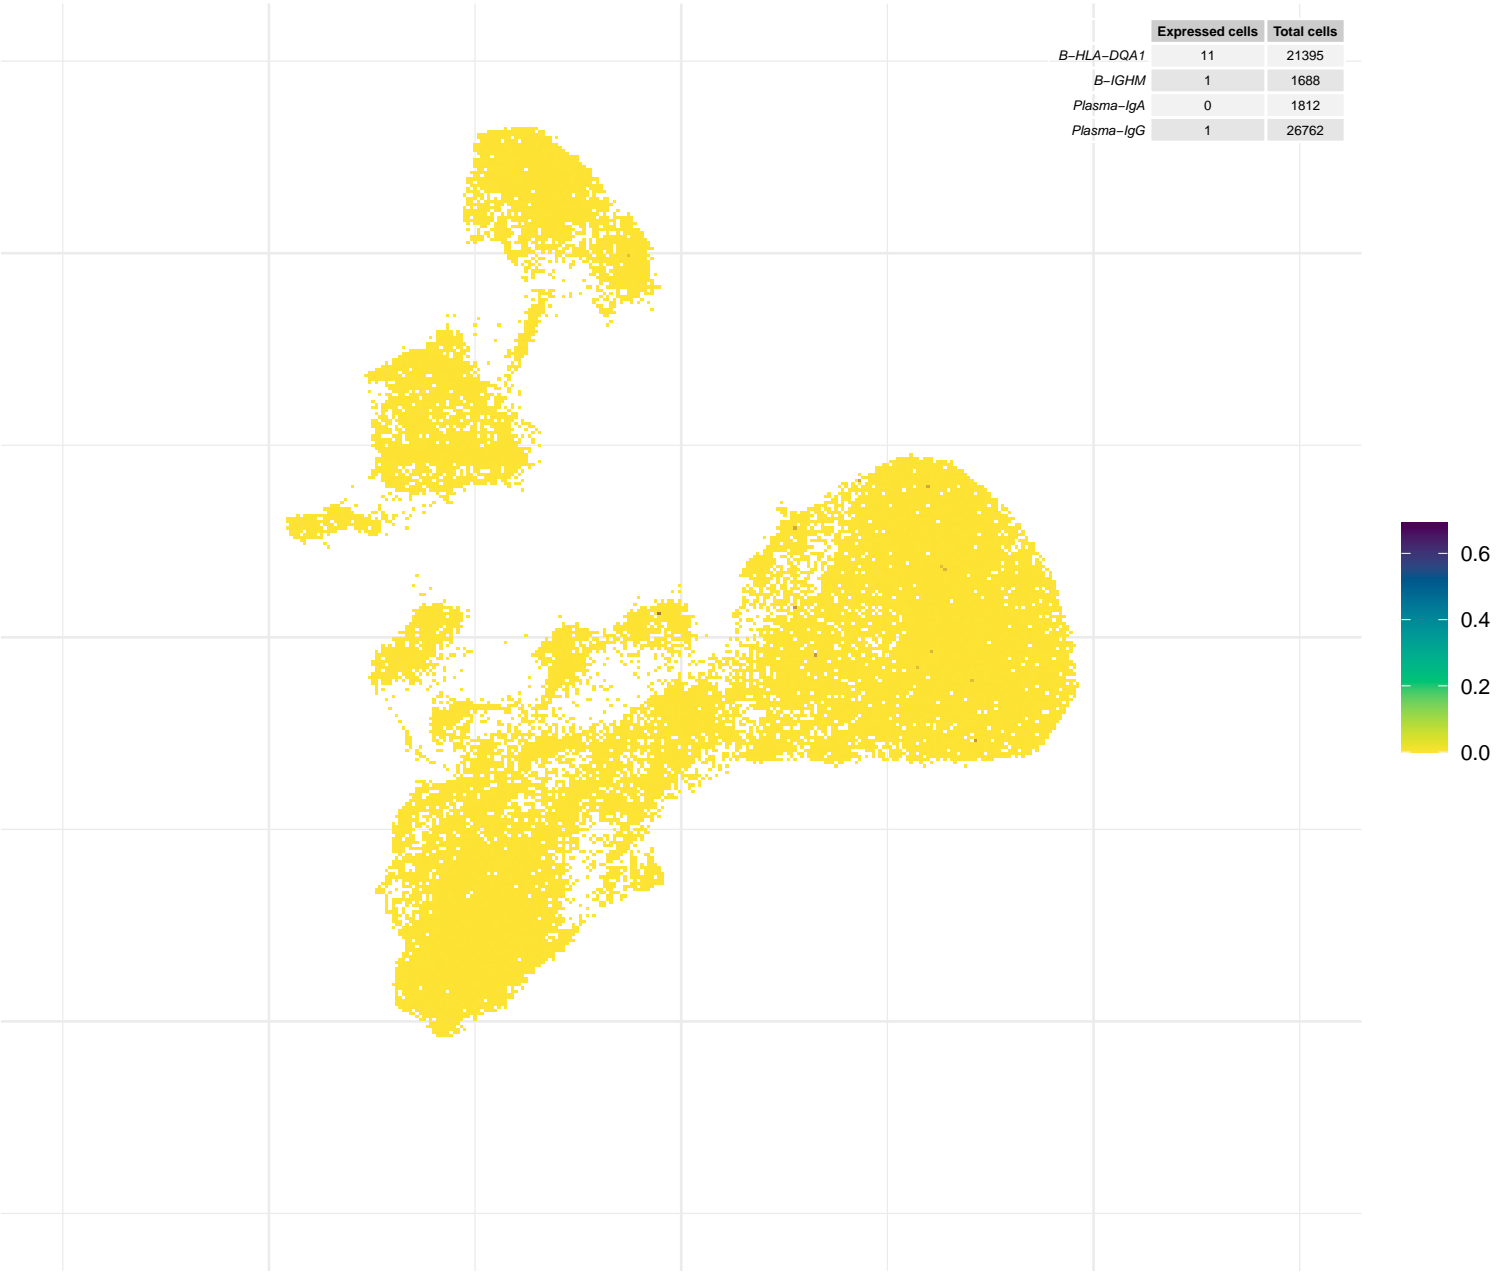 Expressed cells Total cells
B−HLA−DQA1 11 21395
B−IGHM 1 1688
Plasma−IgA 0 1812
Plasma−IgG 1 26762
0.6
0.4
0.2
0.0